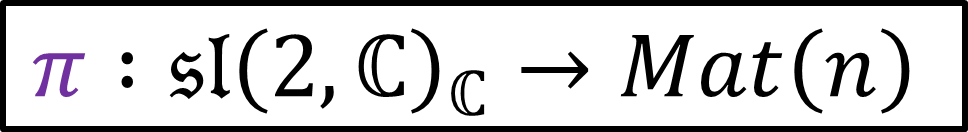 π : 𝔰𝔩(2, ℂ)_ℂ → Mat(n)